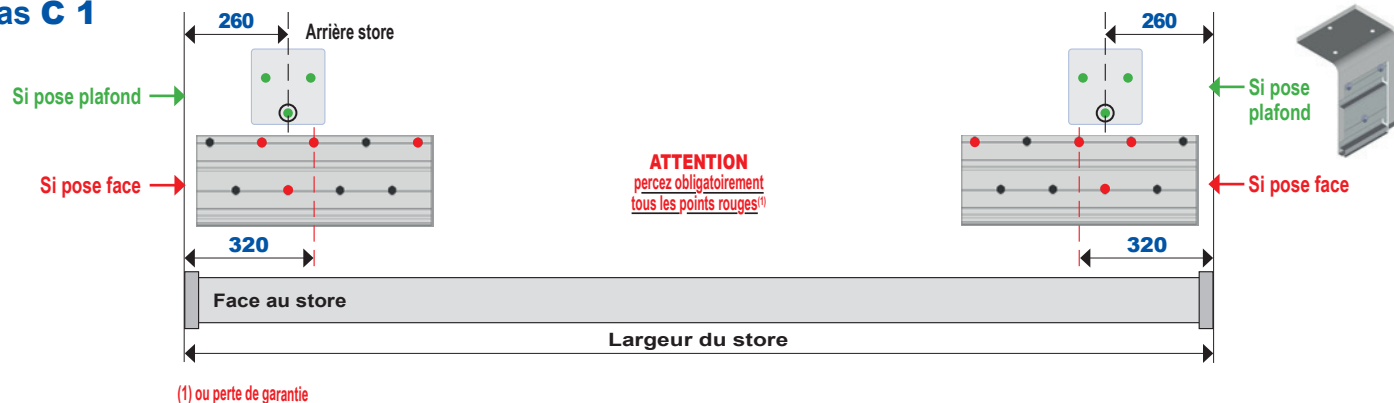 as C 1
260
Arrière store
260
Si pose plafond
Si pose
plafond
ATTENTION
percez obligatoirement
tous les points rouges(1)
Si pose face
Si pose face
320
320
Face au store
Largeur du store
(1) ou perte de garantie